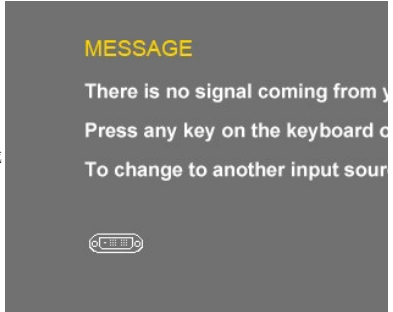 MESSAGE
There is no signal coming from
Press any key on the keyboard
To change to another input